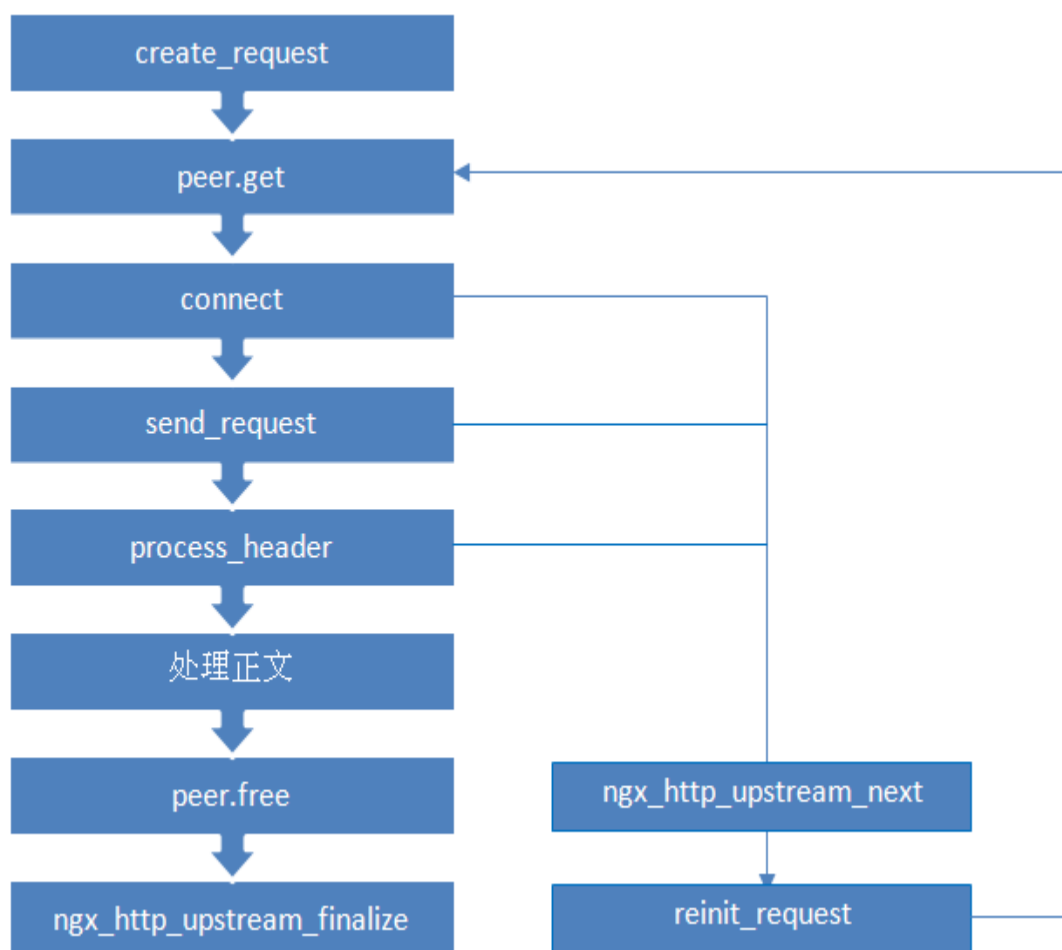 create_request
peer.get
connect
send_request
process_header
处理正文
peer.free
ngx_http_upstream_finalize
ngx_http_upstream_next
reinit_request